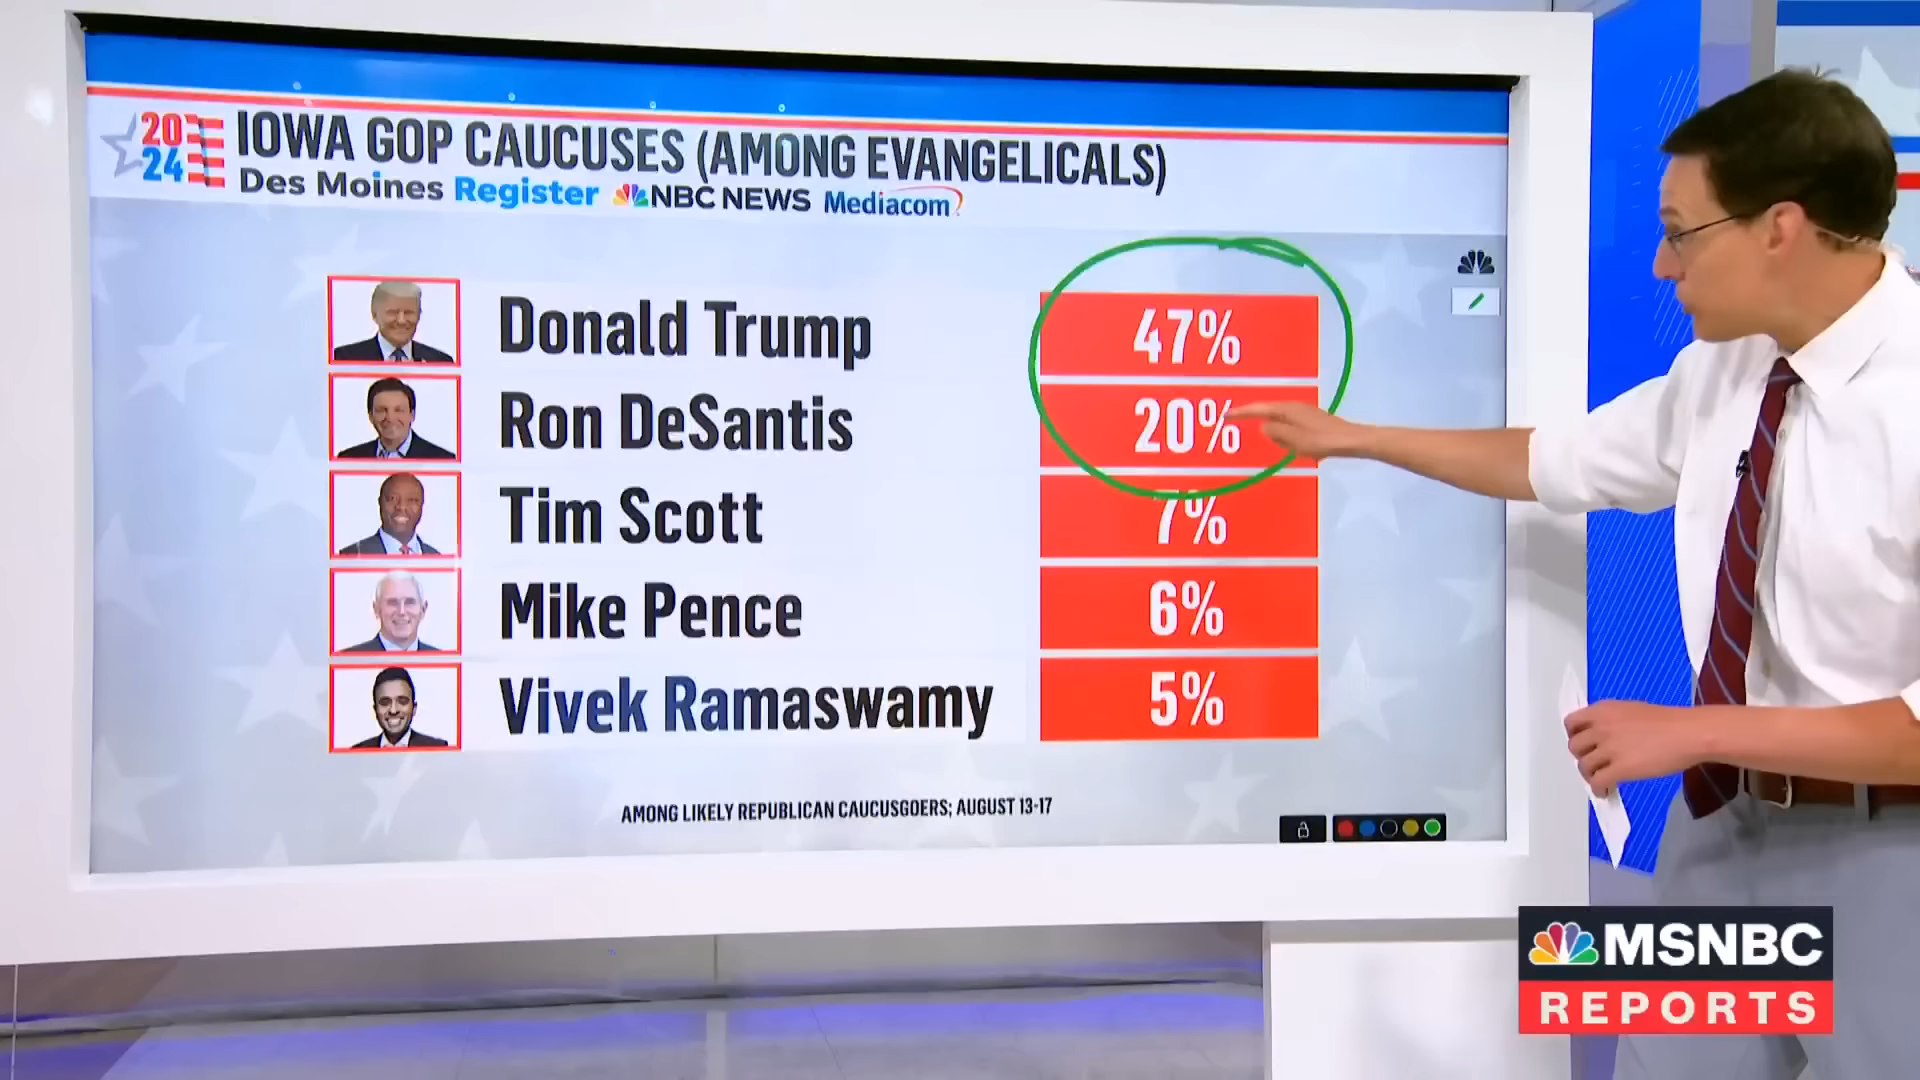 2024
IOWA GOP CAUCUSES (AMONG EVANGELICALS)
Des Moines Register NBC NEWS Mediacom
Donald Trump 47%
Ron DeSantis 20%
Tim Scott 7%
Mike Pence 6%
Vivek Ramaswamy 5%
AMONG LIKELY REPUBLICAN CAUCUSGOERS; AUGUST 13-17
MSNBC
REPORTS